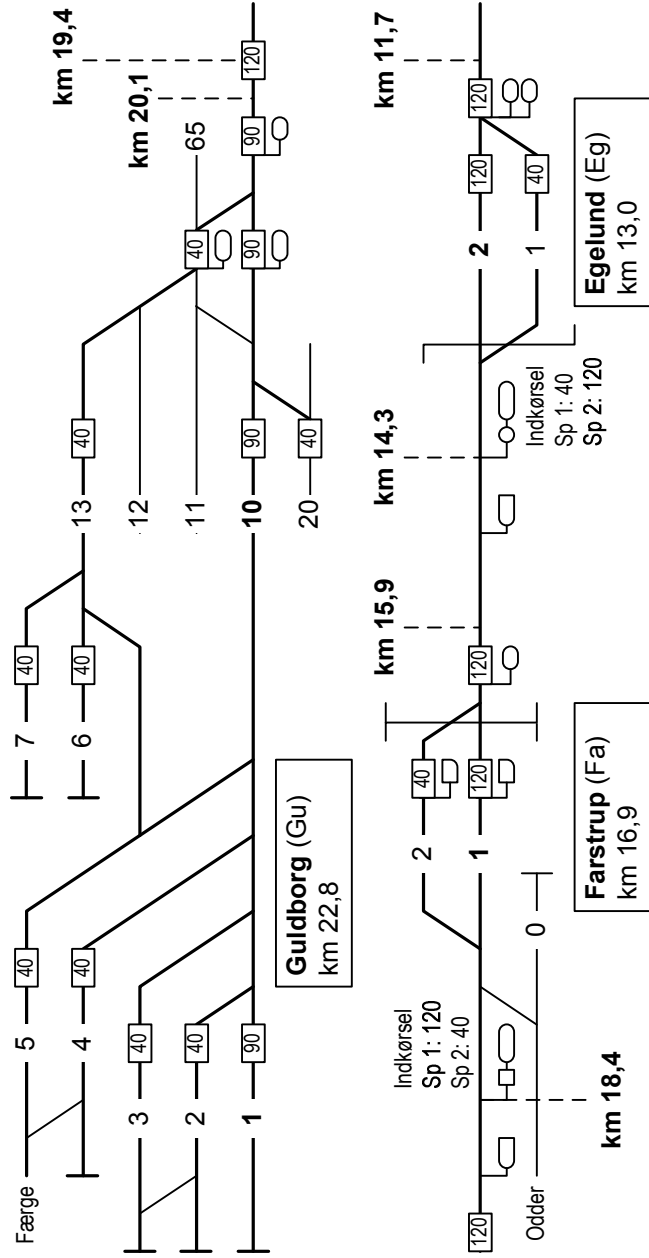 km 19,4
km 20,1
Færge
5
40
7
40
4
40
6
40
13
40
3
40
12
2
40
11
40
65
1
90
10
90
90
90
120
20
40
Guldborg (Gu)
km 22,8
km 15,9
km 14,3
km 11,7
Indkørsel
Sp 1: 120
Sp 2: 40
2
40
120
1
120
120
2
120
120
0
1
40
Odder
km 18,4
Farstrup (Fa)
km 16,9
Indkørsel
Sp 1: 40
Sp 2: 120
Egelund (Eg)
km 13,0